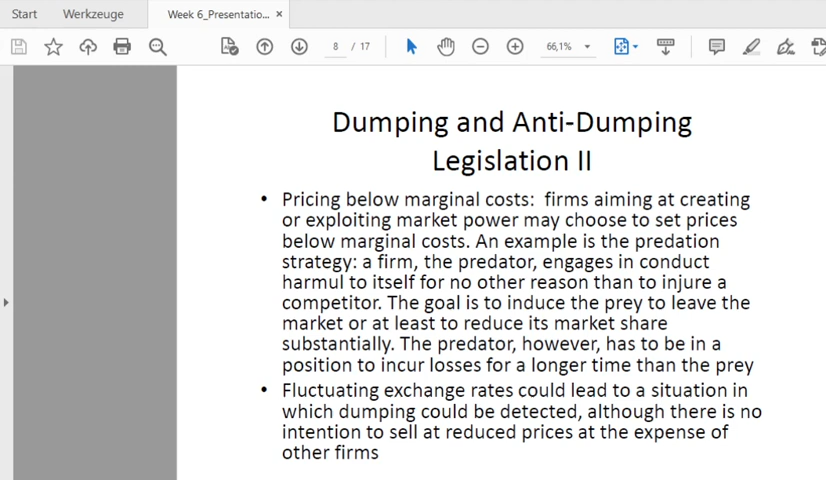 Start Werkzeuge Week 6_Presentatio... ×
8 / 17 66,1%
Dumping and Anti-Dumping
Legislation II
• Pricing below marginal costs: firms aiming at creating
or exploiting market power may choose to set prices
below marginal costs. An example is the predation
strategy: a firm, the predator, engages in conduct
harmul to itself for no other reason than to injure a
competitor. The goal is to induce the prey to leave the
market or at least to reduce its market share
substantially. The predator, however, has to be in a
position to incur losses for a longer time than the prey
• Fluctuating exchange rates could lead to a situation in
which dumping could be detected, although there is no
intention to sell at reduced prices at the expense of
other firms